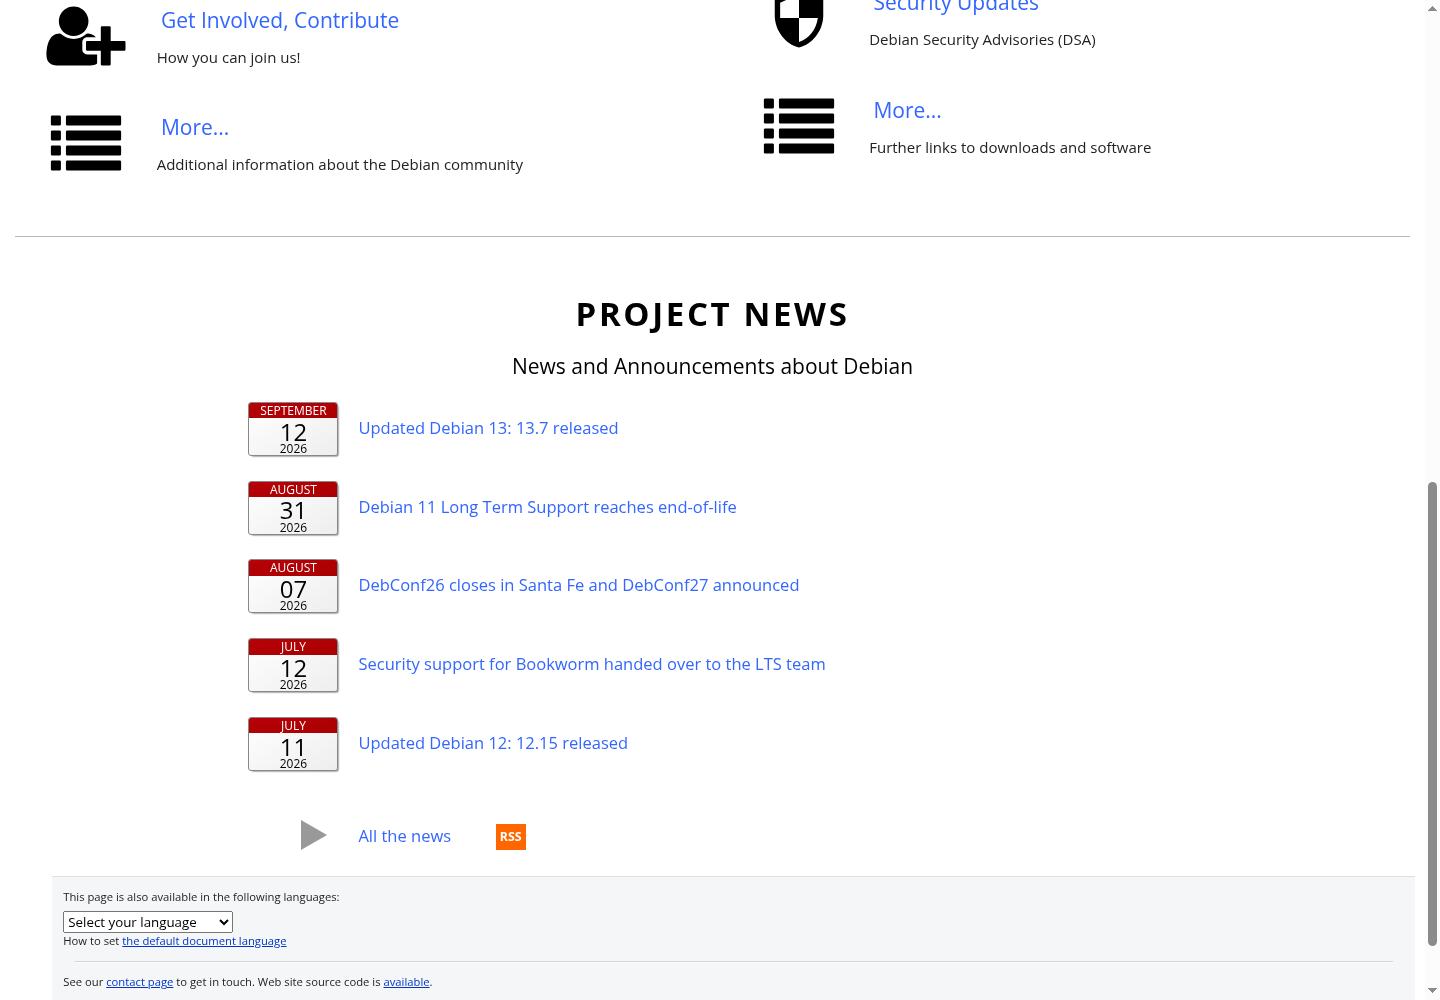 Get Involved, Contribute
How you can join us!
More...
Additional information about the Debian community
Security Updates
Debian Security Advisories (DSA)
More...
Further links to downloads and software
PROJECT NEWS
News and Announcements about Debian
SEPTEMBER
12
2026
Updated Debian 13: 13.7 released
AUGUST
31
2026
Debian 11 Long Term Support reaches end-of-life
AUGUST
07
2026
DebConf26 closes in Santa Fe and DebConf27 announced
JULY
12
2026
Security support for Bookworm handed over to the LTS team
JULY
11
2026
Updated Debian 12: 12.15 released
All the news
RSS
This page is also available in the following languages:
Select your language
How to set the default document language
See our contact page to get in touch. Web site source code is available.